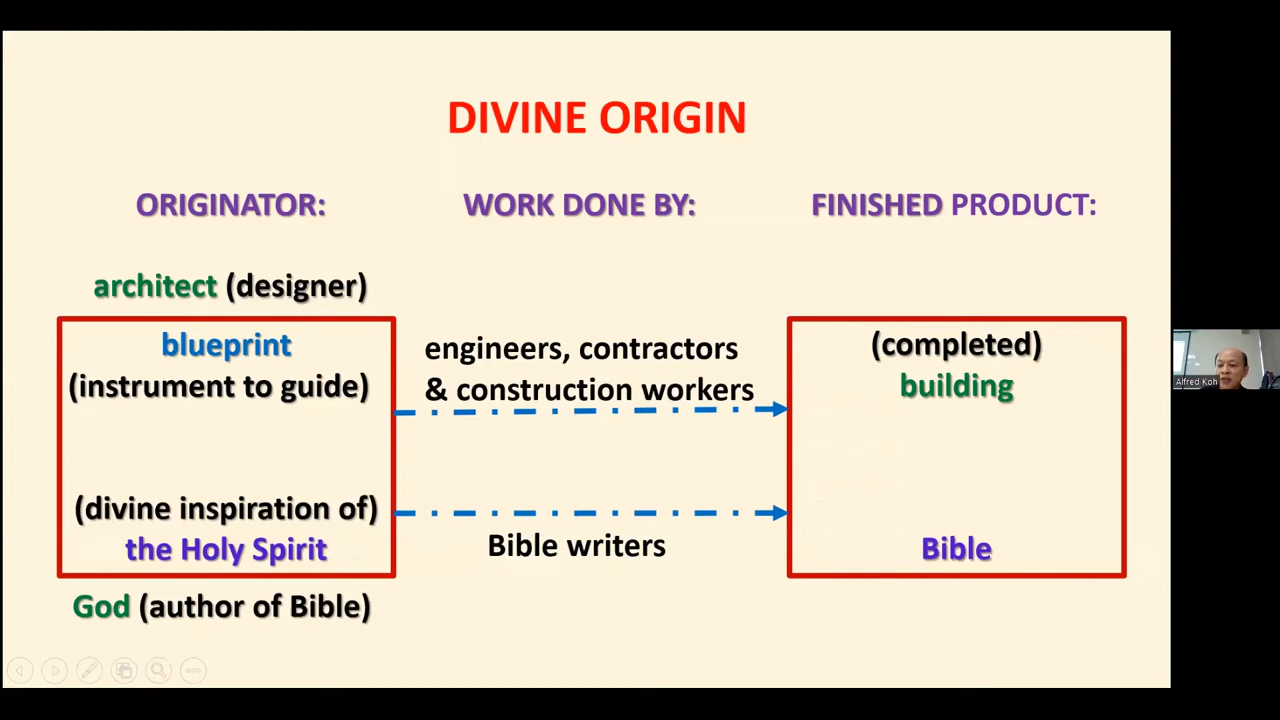 DIVINE ORIGIN
ORIGINATOR:
WORK DONE BY:
FINISHED PRODUCT:
architect (designer)
blueprint
(instrument to guide)
engineers, contractors
& construction workers
(completed)
building
(divine inspiration of)
the Holy Spirit
Bible writers
Bible
God (author of Bible)
Alfred Koh